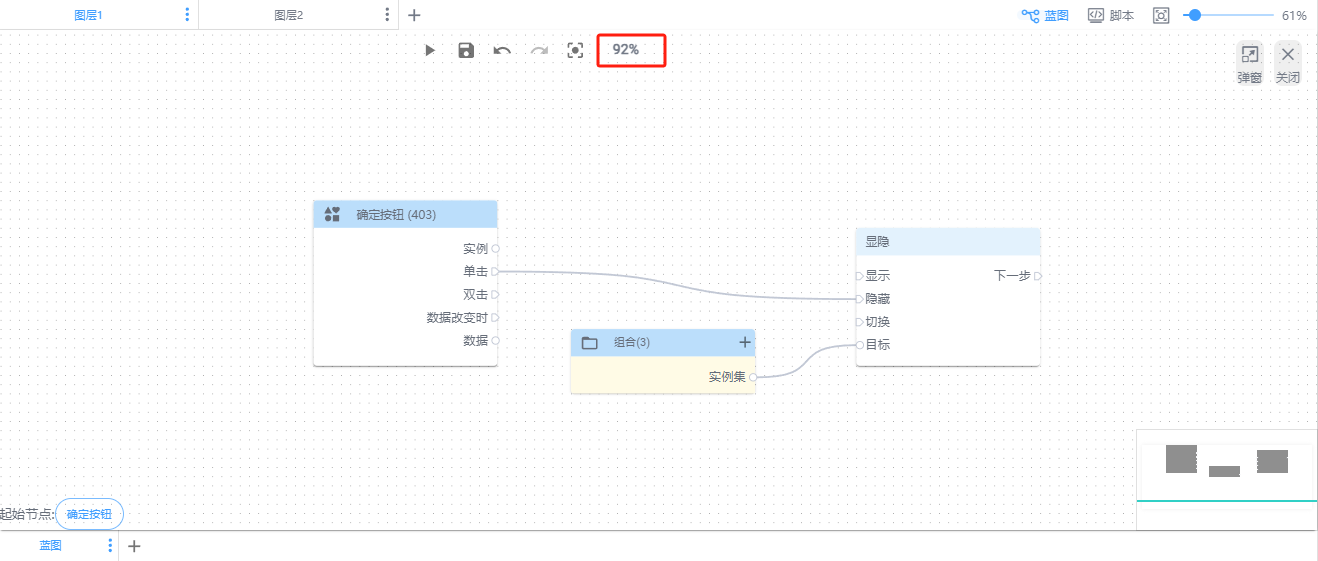 图层1 图层2 蓝图 脚本 61%
92%
弹窗 关闭
确定按钮 (403)
实例
单击
双击
数据改变时
数据
组合(3)
实例集
显隐
显示 下一步
隐藏
切换
目标
起始节点: 确定按钮
蓝图